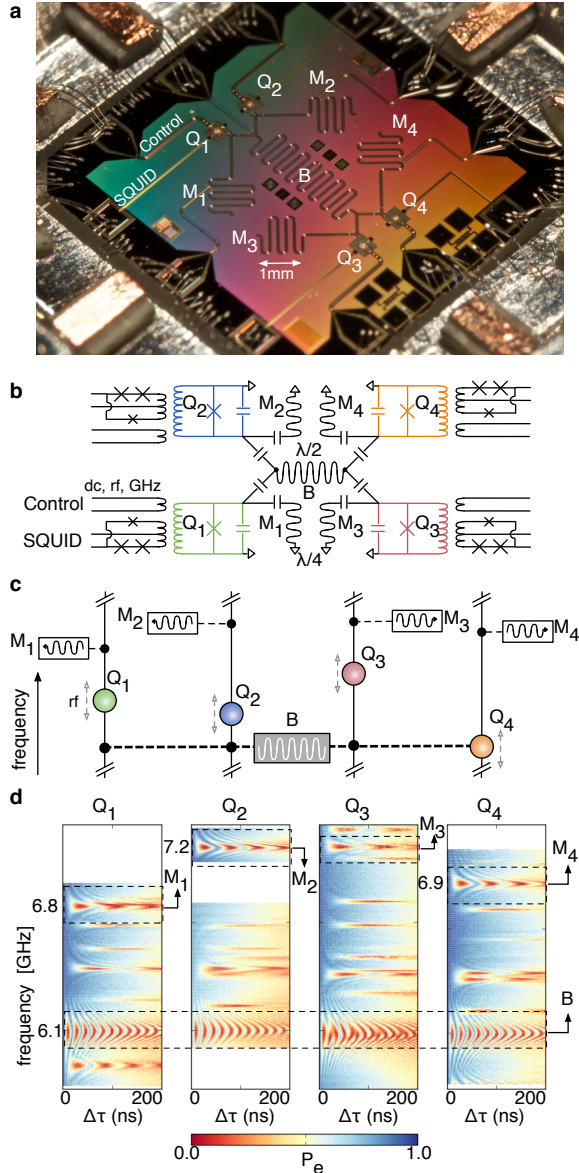 a
Q2
M2
M4
Control
Q1
B
SQUID
M1
Q4
M3
Q3
1mm
b
Q2
M2
M4
Q4
λ/2
dc, rf, GHz
B
Control
Q1
M1
M3
Q3
SQUID
λ/4
c
M2
M3
M1
M4
Q3
Q1
rf
Q2
B
Q4
frequency
d
Q1
Q2
Q3
Q4
7.2
M3
M4
M1
M2
6.9
6.8
frequency [GHz]
B
6.1
0 200 0 200 0 200 0 200
Δτ (ns) Δτ (ns) Δτ (ns) Δτ (ns)
0.0 1.0
Pe